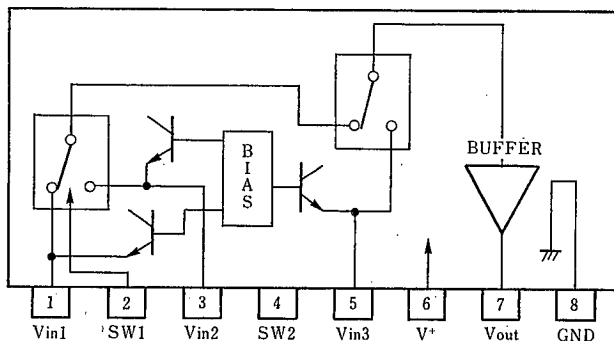 BUFFER
B
I
A
S
1 2 3 4 5 6 7 8
Vin1 SW1 Vin2 SW2 Vin3 V+ Vout GND